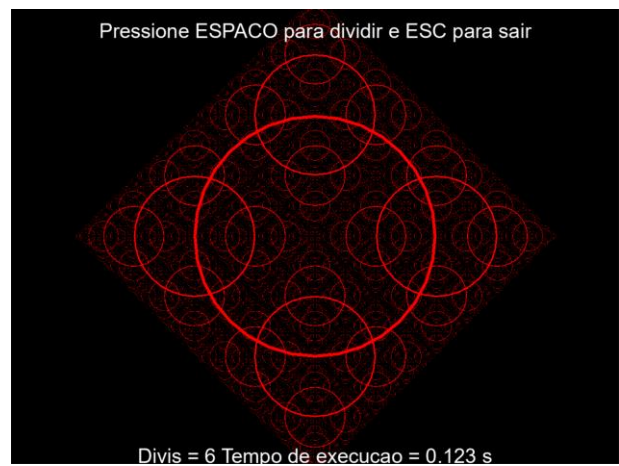 Pressione ESPACO para dividir e ESC para sair
Divis = 6 Tempo de execucao = 0.123 s